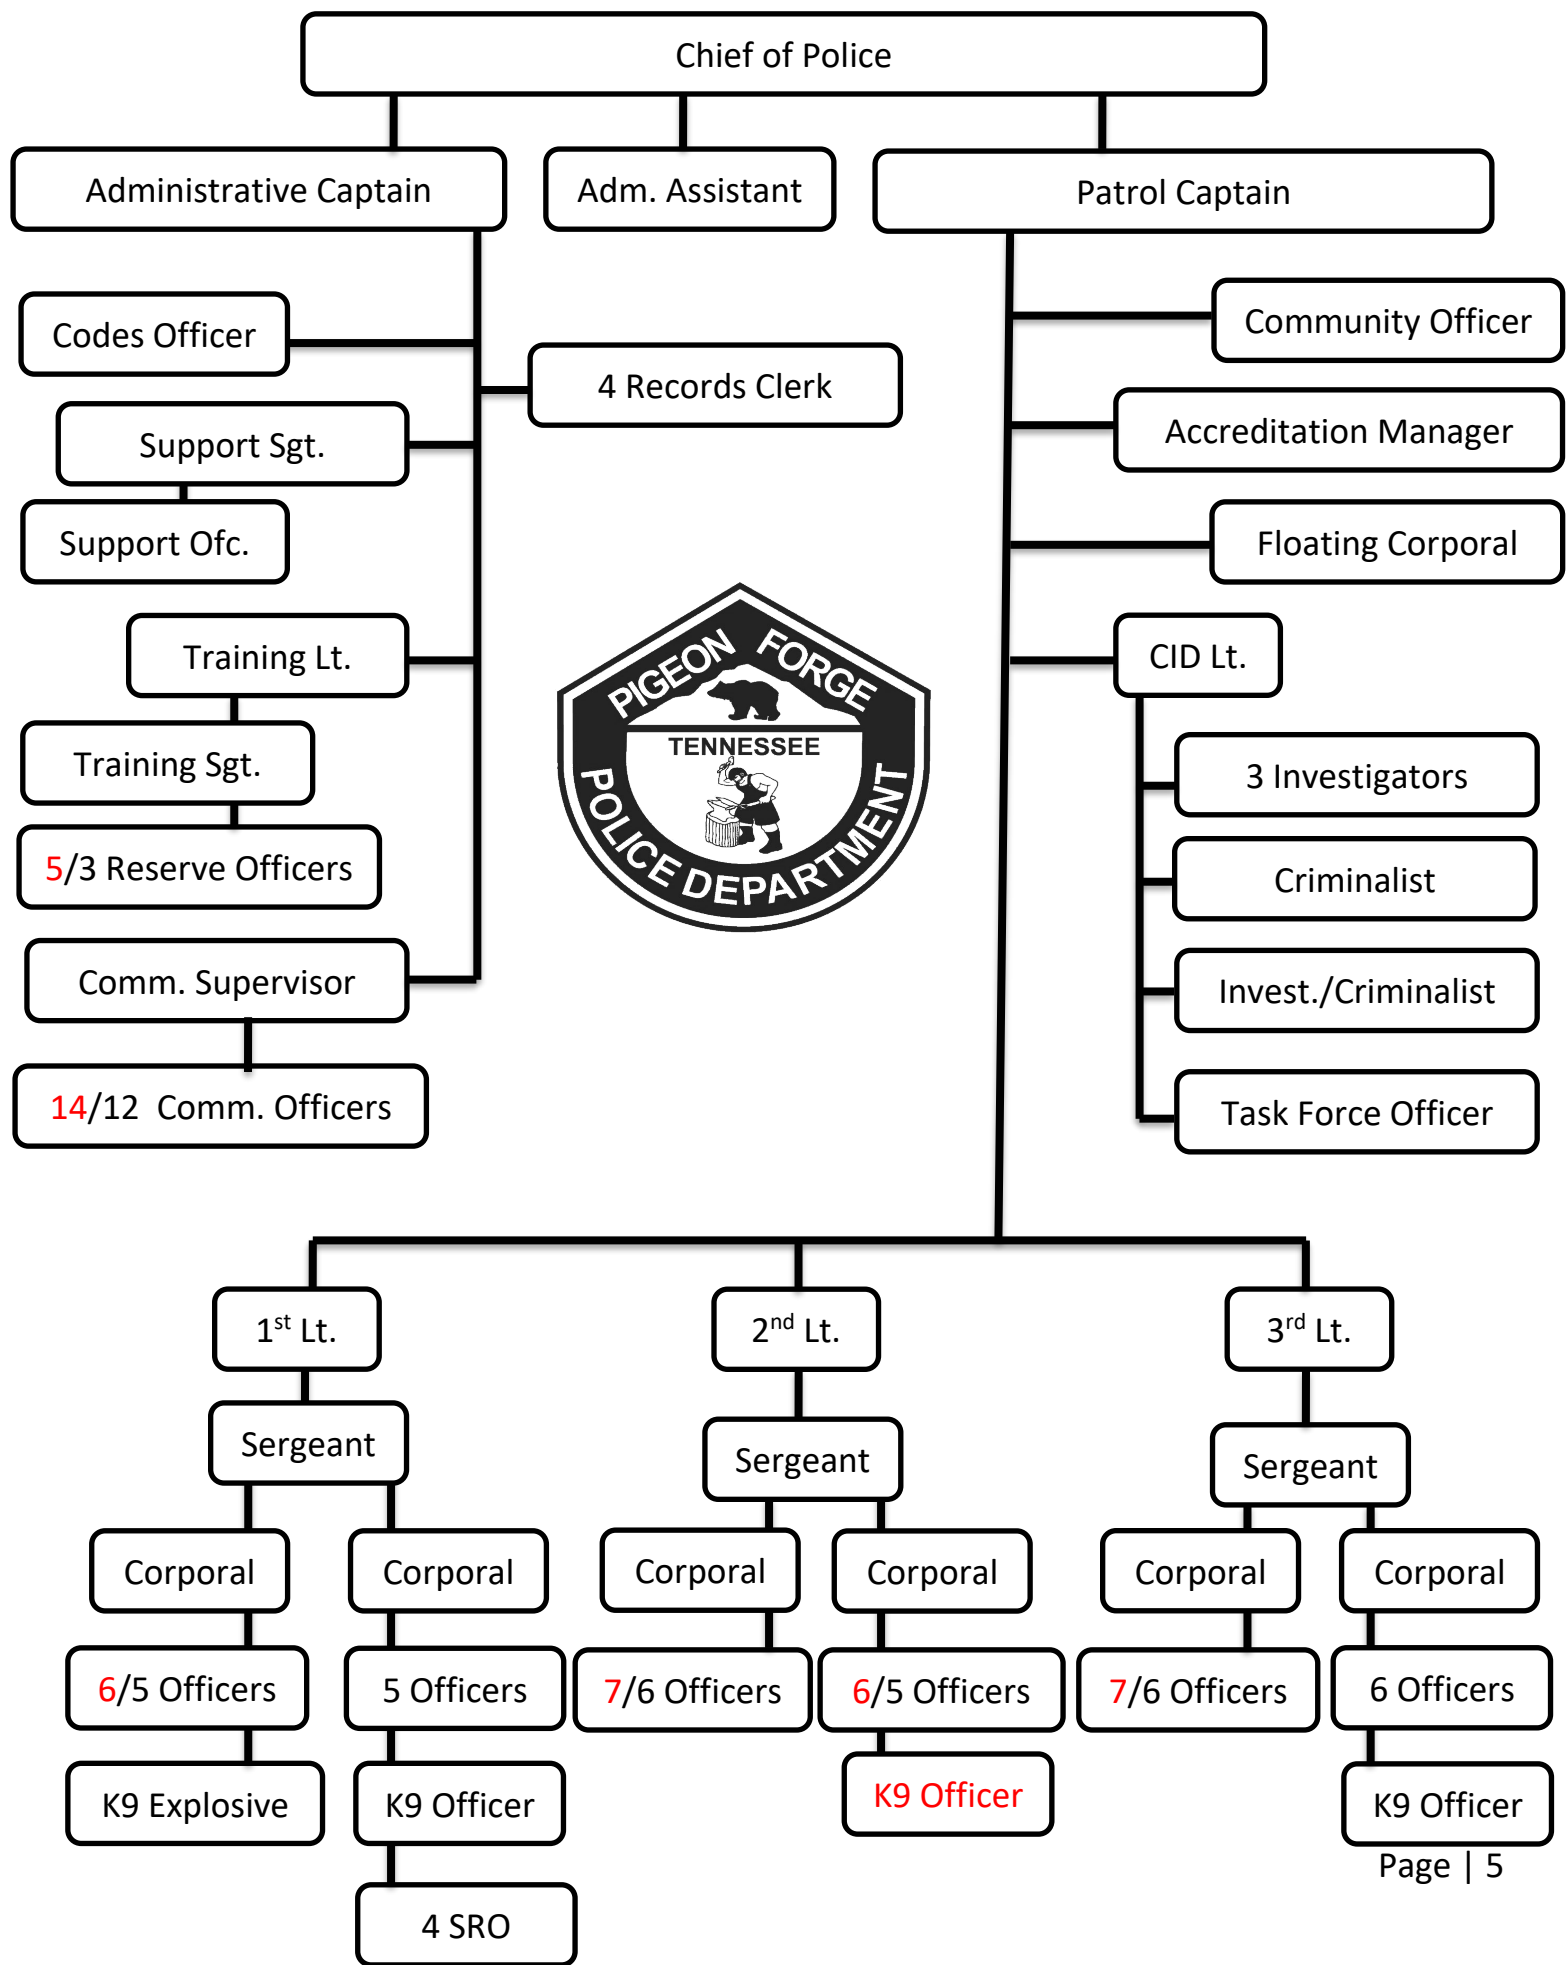 Chief of Police
Administrative Captain
Adm. Assistant
Patrol Captain
Codes Officer
4 Records Clerk
Support Sgt.
Support Ofc.
Training Lt.
Training Sgt.
5/3 Reserve Officers
Comm. Supervisor
14/12 Comm. Officers
PIGEON FORGE
TENNESSEE
POLICE DEPARTMENT
Community Officer
Accreditation Manager
Floating Corporal
CID Lt.
3 Investigators
Criminalist
Invest./Criminalist
Task Force Officer
1st Lt.
Sergeant
Corporal
6/5 Officers
K9 Explosive
Corporal
5 Officers
K9 Officer
4 SRO
2nd Lt.
Sergeant
Corporal
7/6 Officers
Corporal
6/5 Officers
K9 Officer
3rd Lt.
Sergeant
Corporal
7/6 Officers
Corporal
6 Officers
K9 Officer
Page | 5